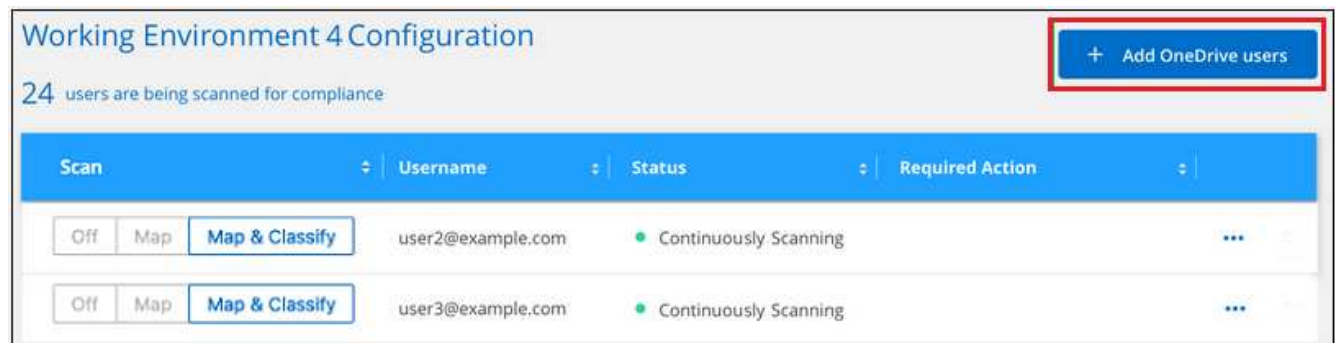 Working Environment 4 Configuration
+ Add OneDrive users
24 users are being scanned for compliance
Scan Username Status Required Action
Off Map Map & Classify user2@example.com Continuously Scanning ...
Off Map Map & Classify user3@example.com Continuously Scanning ...